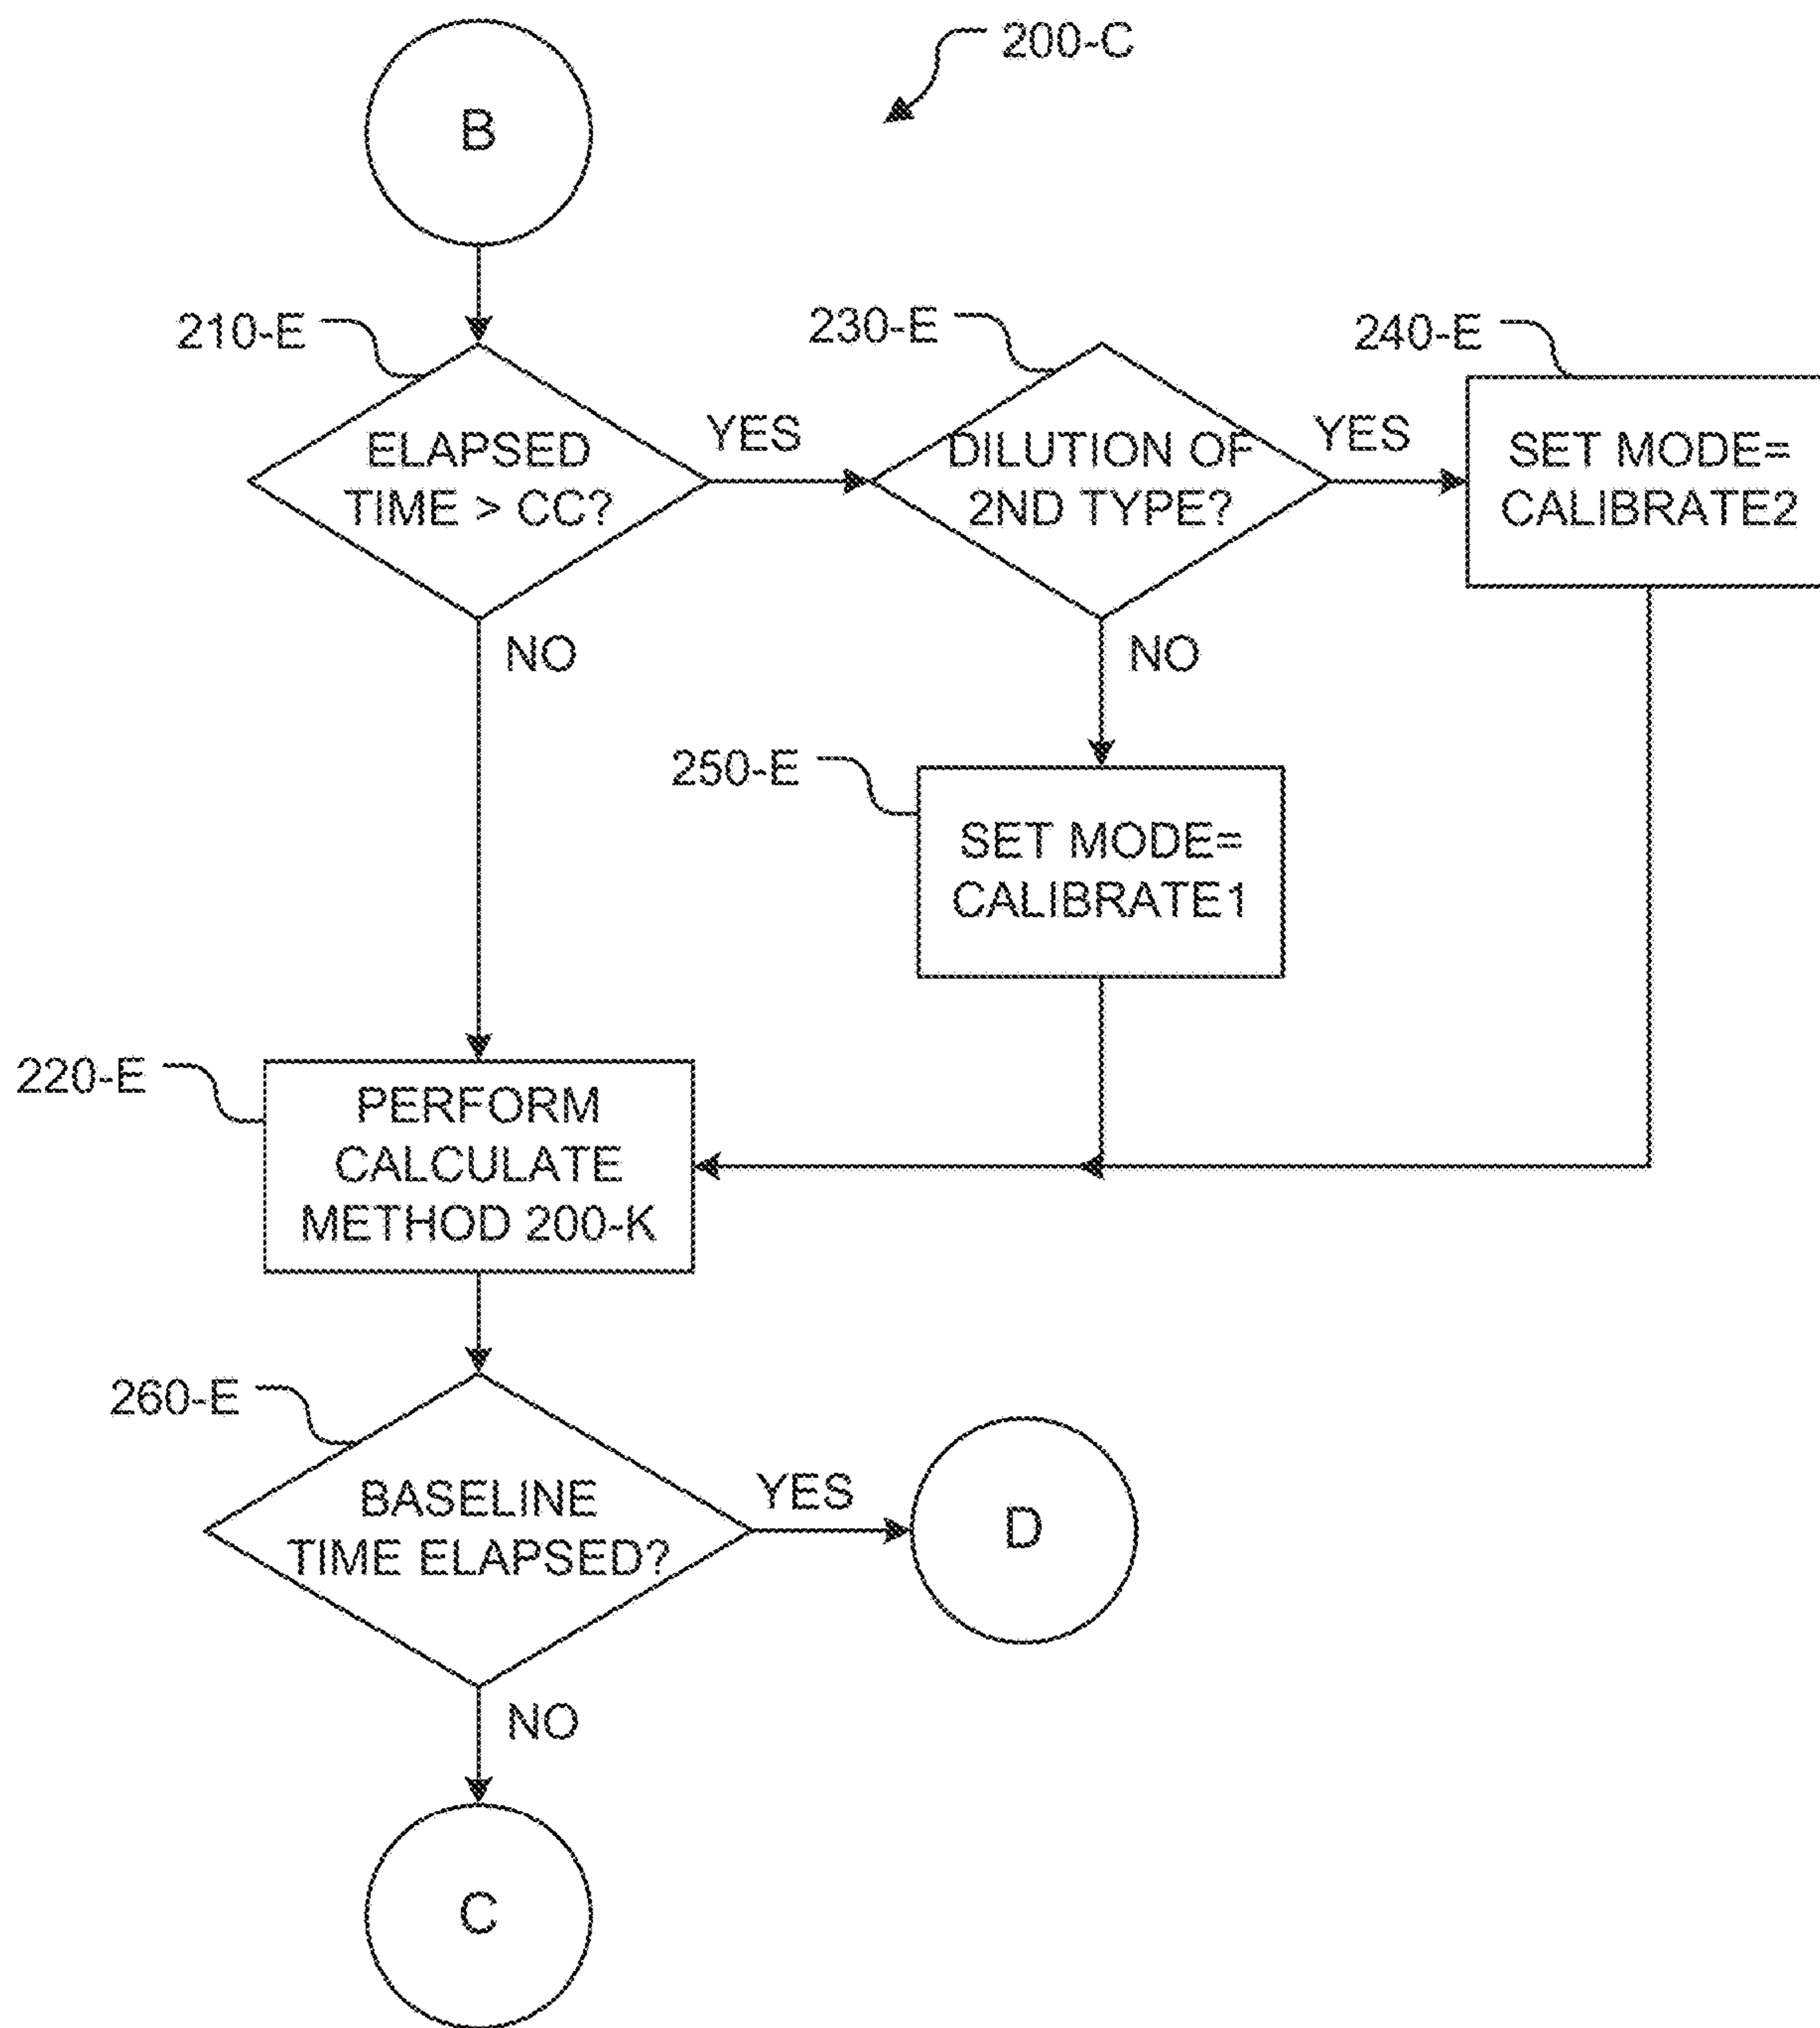 200-C
B
210-E
230-E
240-E
ELAPSED
TIME > CC?
YES
DILUTION OF
2ND TYPE?
YES
SET MODE=
CALIBRATE2
NO
NO
250-E
SET MODE=
CALIBRATE1
220-E
PERFORM
CALCULATE
METHOD 200-K
260-E
BASELINE
TIME ELAPSED?
YES
D
NO
C